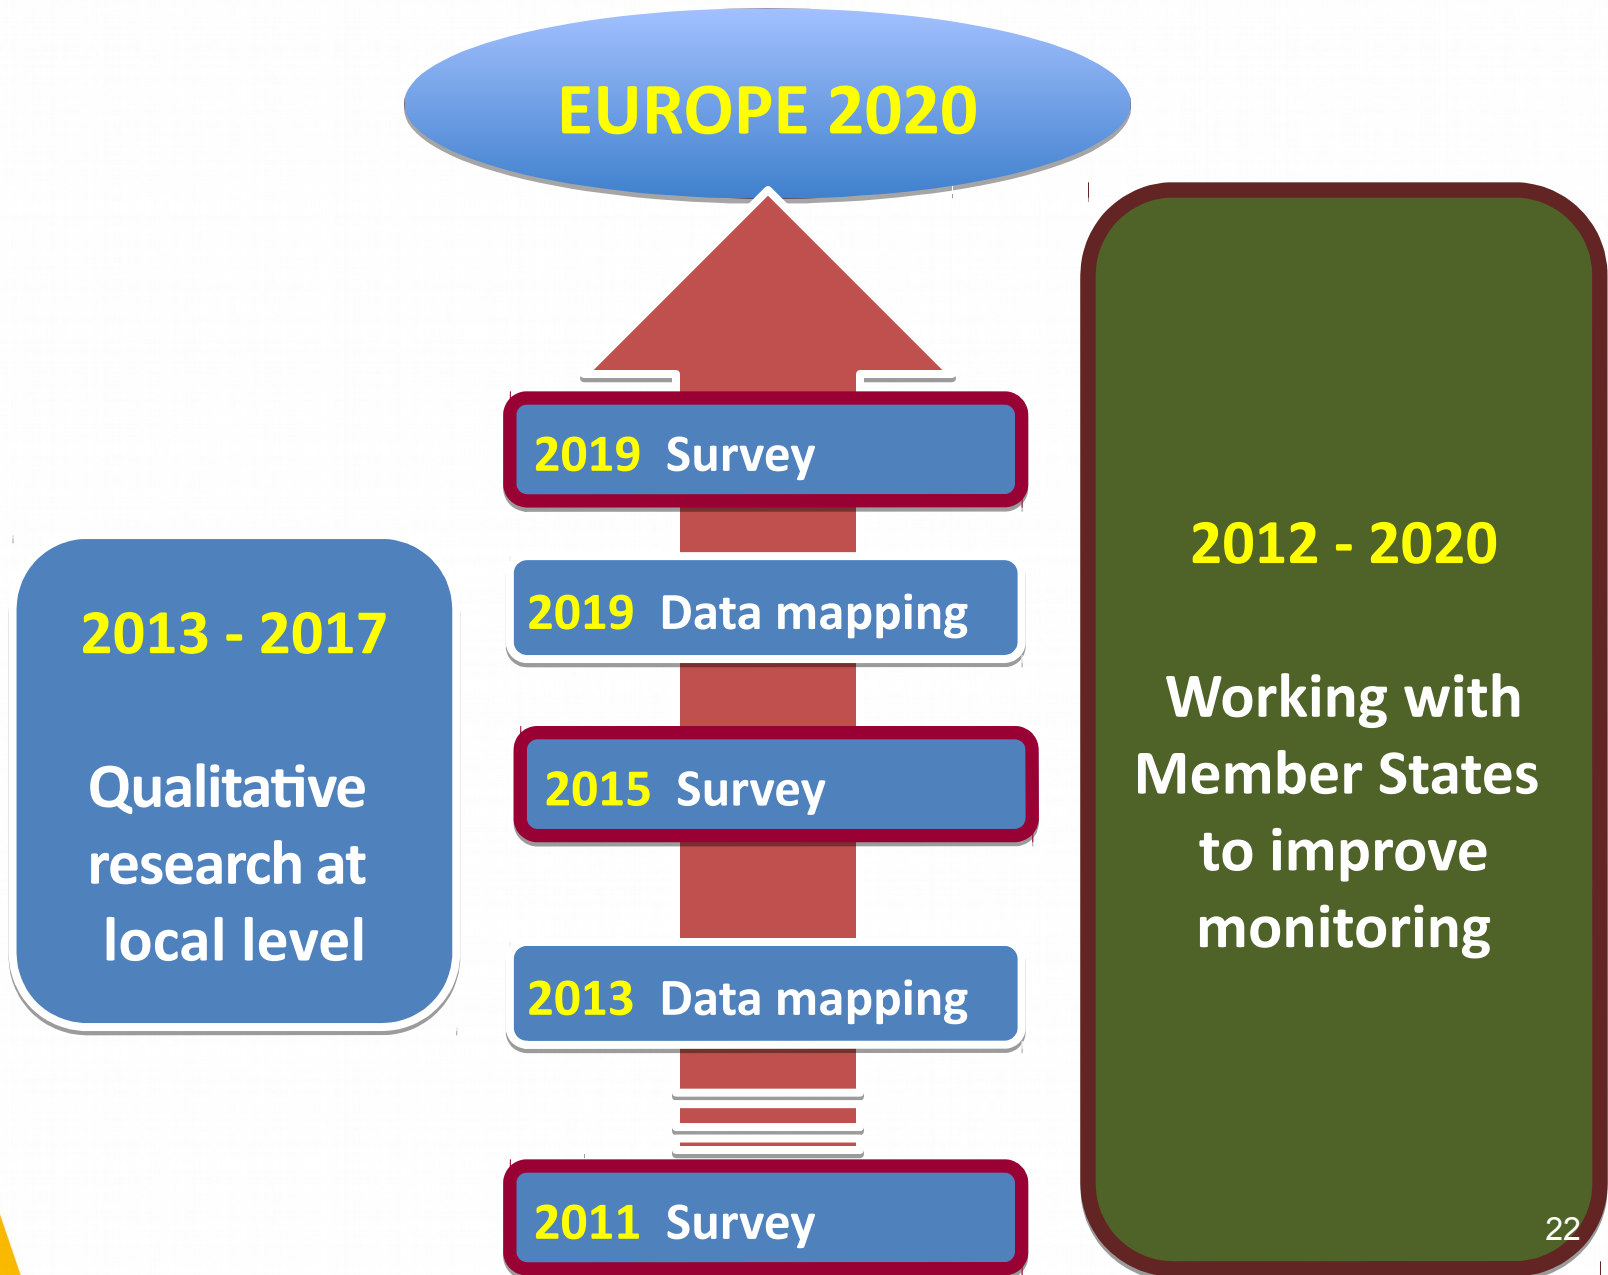 EUROPE 2020
2019 Survey
2019 Data mapping
2015 Survey
2013 Data mapping
2011 Survey
2013 - 2017
Qualitative
research at
local level
2012 - 2020
Working with
Member States
to improve
monitoring
22